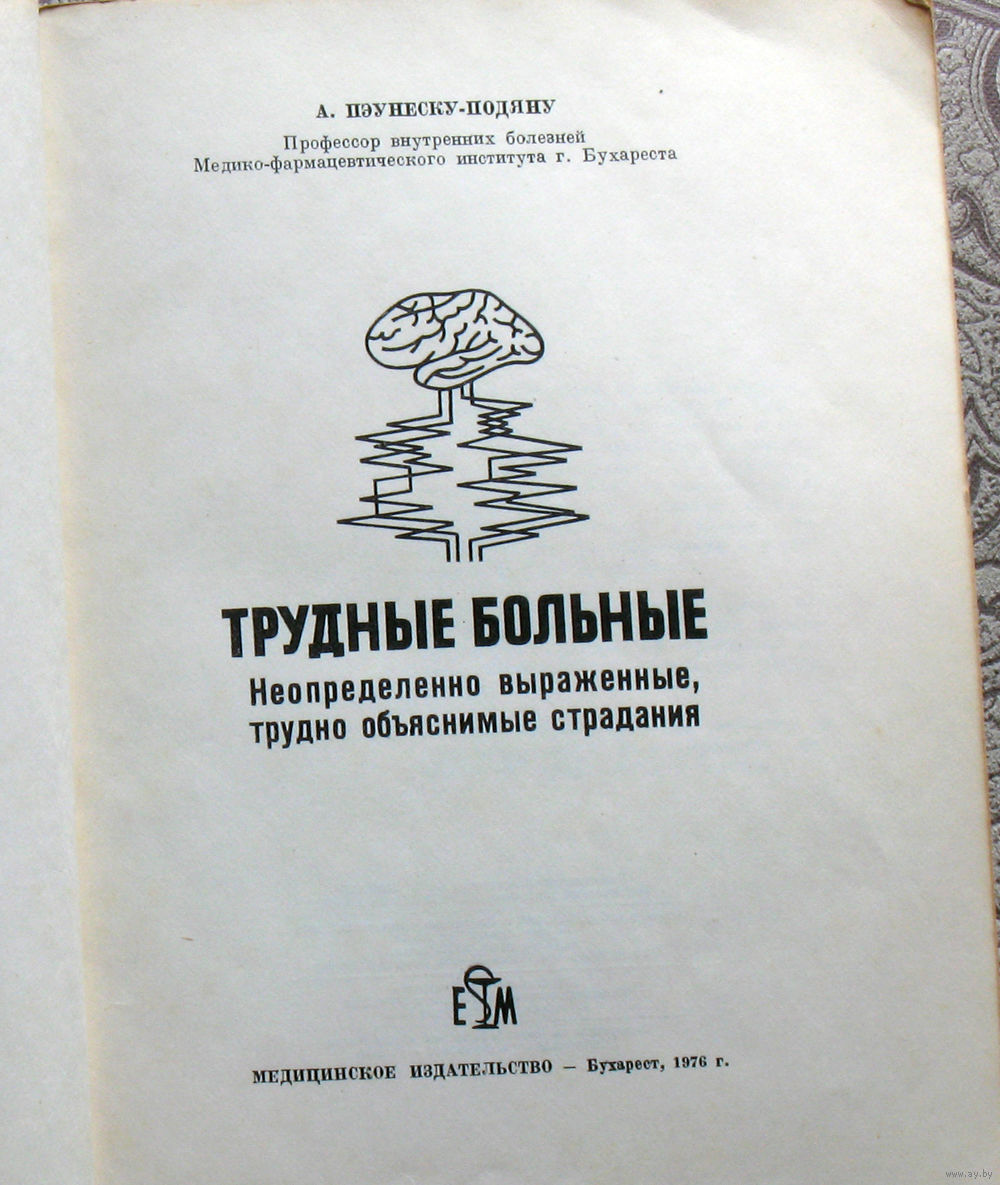 А. ПЭУНЕСКУ-ПОДЯНУ
Профессор внутренних болезней
Медико-фармацевтического института г. Бухареста
ТРУДНЫЕ БОЛЬНЫЕ
Неопределенно выраженные,
трудно объяснимые страдания
E M
МЕДИЦИНСКОЕ ИЗДАТЕЛЬСТВО — Бухарест, 1976 г.
www.ay.by